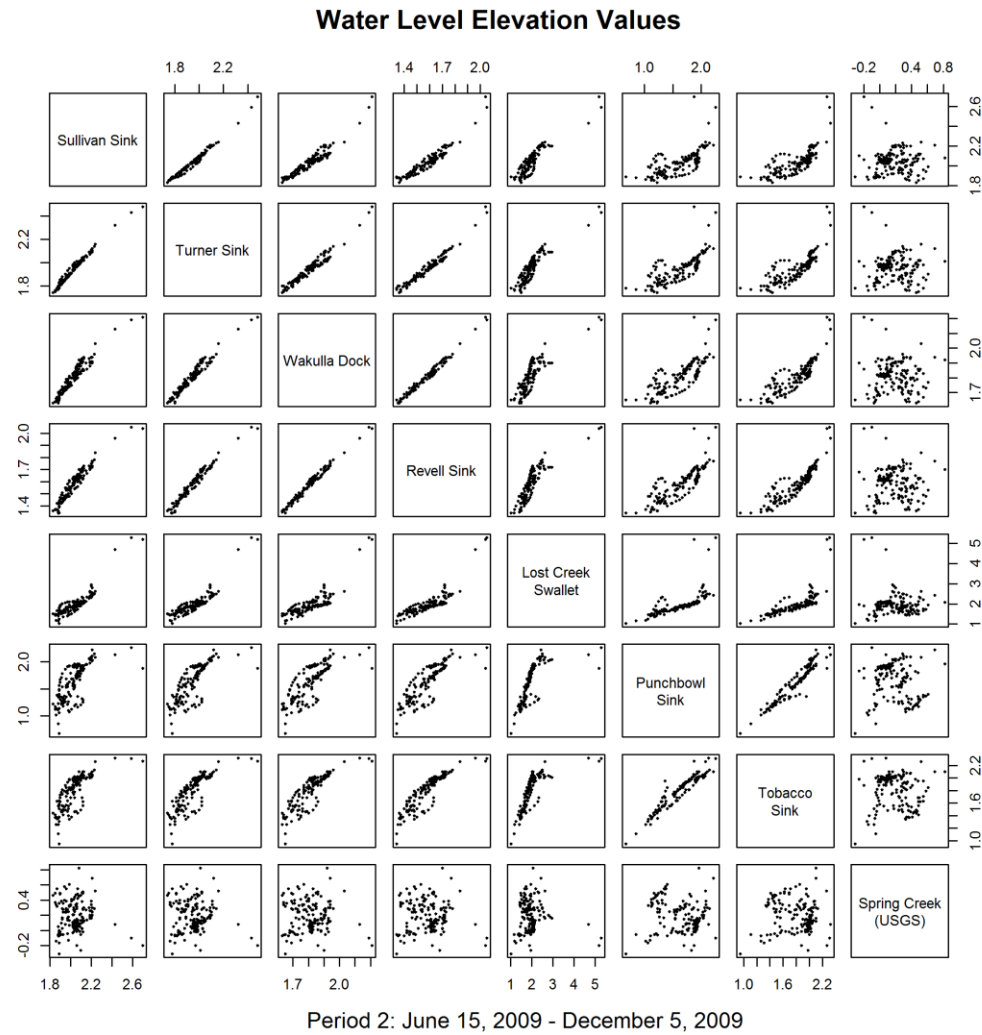 Water Level Elevation Values
1.8 2.2
1.4 1.7 2.0
1.0 2.0
-0.2 0.4 0.8
Sullivan Sink
1.8 2.2 2.6
1.8 2.2
Turner Sink
Wakulla Dock
1.7 2.0
1.4 1.7 2.0
Revell Sink
Lost Creek
Swallet
1 2 3 4 5
1.0 2.0
Punchbowl
Sink
Tobacco
Sink
1.0 1.6 2.2
-0.2 0.4
Spring Creek
(USGS)
1.8 2.2 2.6
1.7 2.0
1 2 3 4 5
1.0 1.6 2.2
Period 2: June 15, 2009 - December 5, 2009